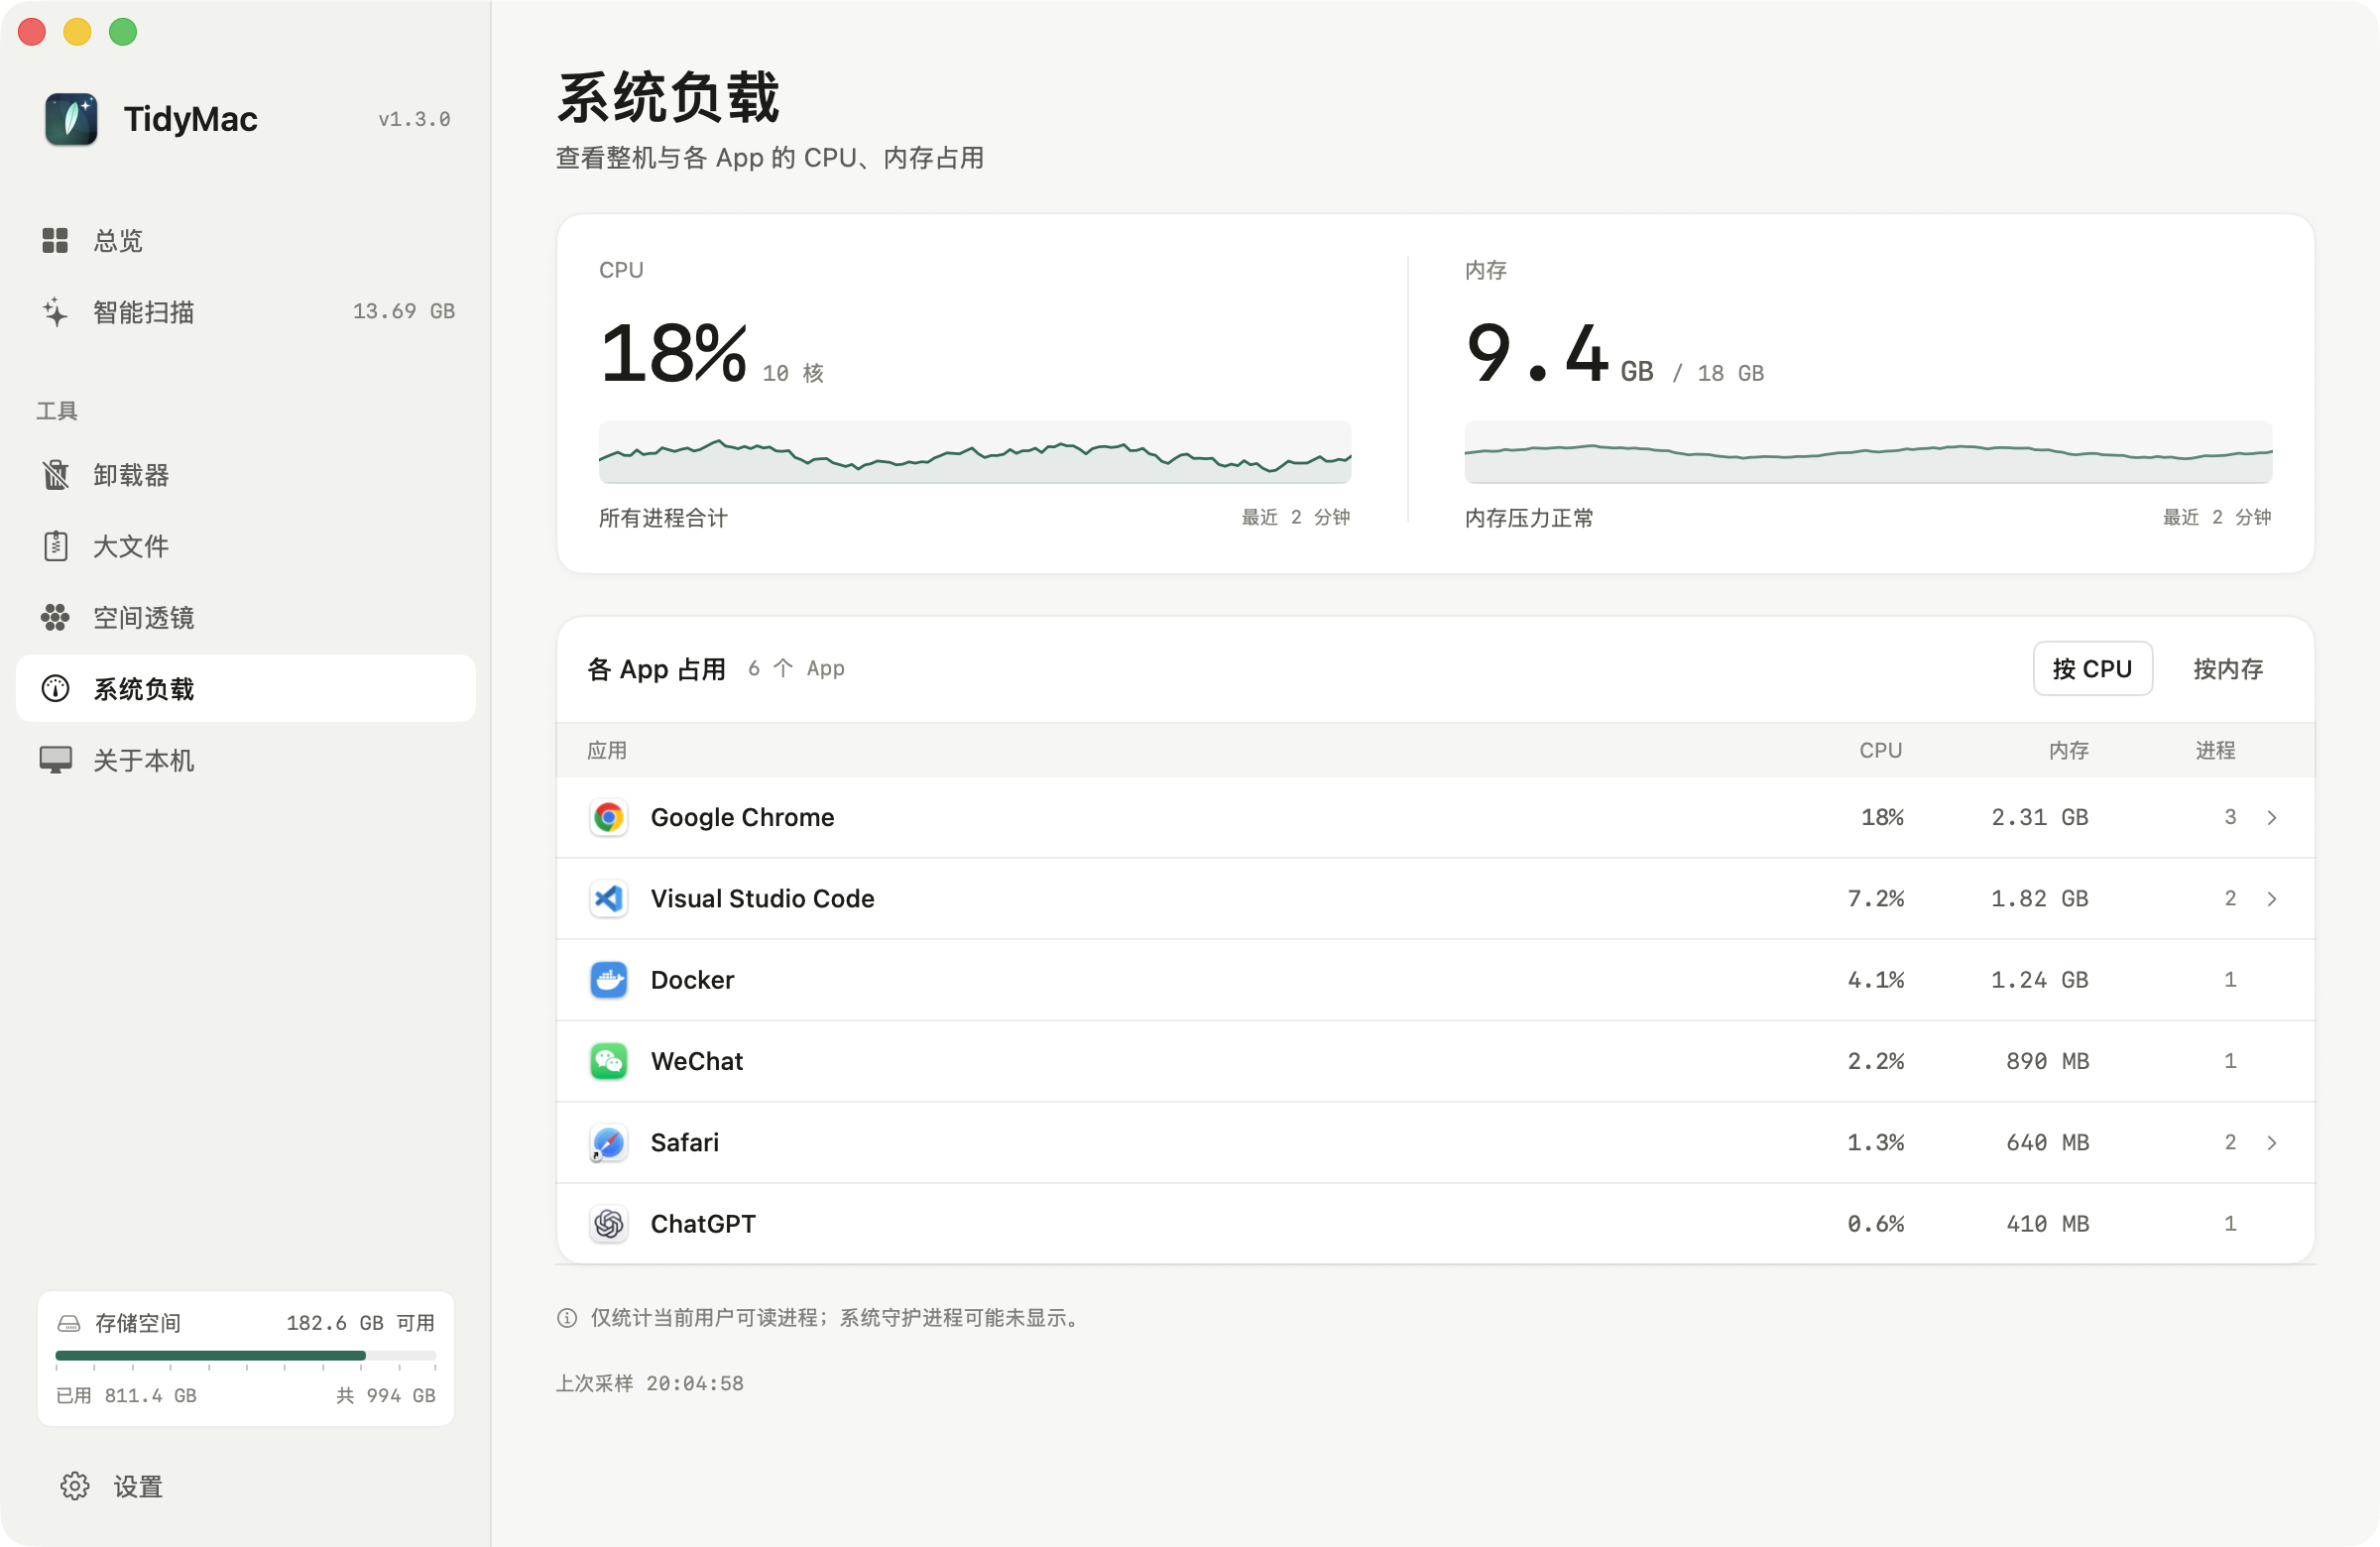 TidyMac v1.3.0
总览
智能扫描 13.69 GB
工具
卸载器
大文件
空间透镜
系统负载
关于本机
存储空间 182.6 GB 可用
已用 811.4 GB 共 994 GB
设置
系统负载
查看整机与各 App 的 CPU、内存占用
CPU
18% 10 核
所有进程合计 最近 2 分钟
内存
9.4 GB / 18 GB
内存压力正常 最近 2 分钟
各 App 占用 6 个 App 按 CPU 按内存
应用 CPU 内存 进程
Google Chrome 18% 2.31 GB 3
Visual Studio Code 7.2% 1.82 GB 2
Docker 4.1% 1.24 GB 1
WeChat 2.2% 890 MB 1
Safari 1.3% 640 MB 2
ChatGPT 0.6% 410 MB 1
仅统计当前用户可读进程；系统守护进程可能未显示。
上次采样 20:04:58